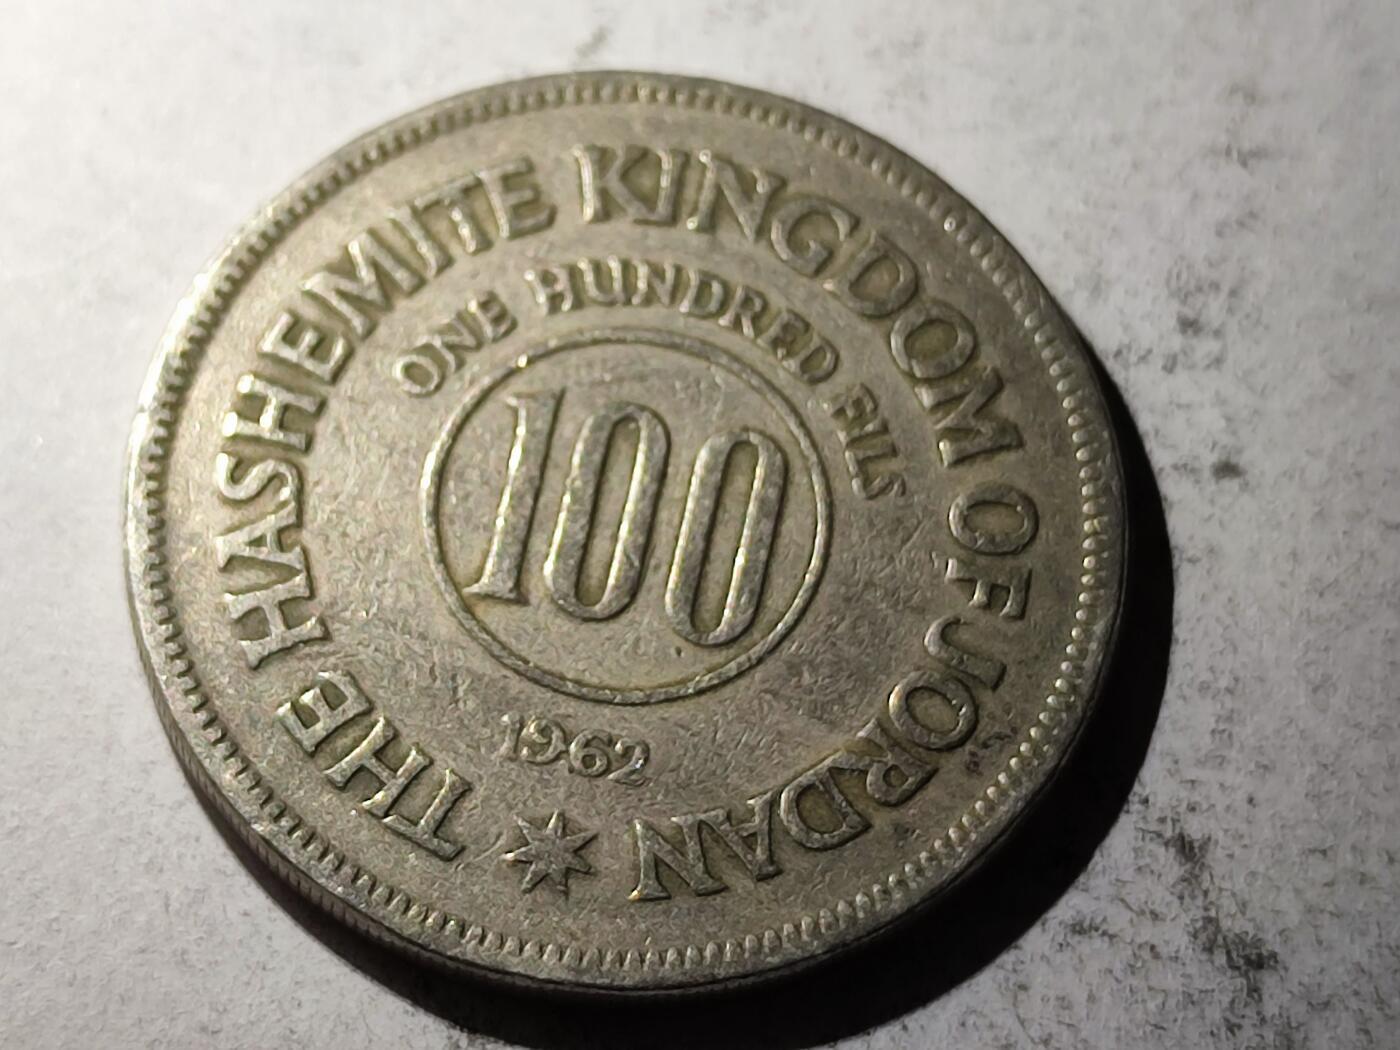 THE HASHEMITE KINGDOM OF JORDAN
ONE HUNDRED FILS
100
1962